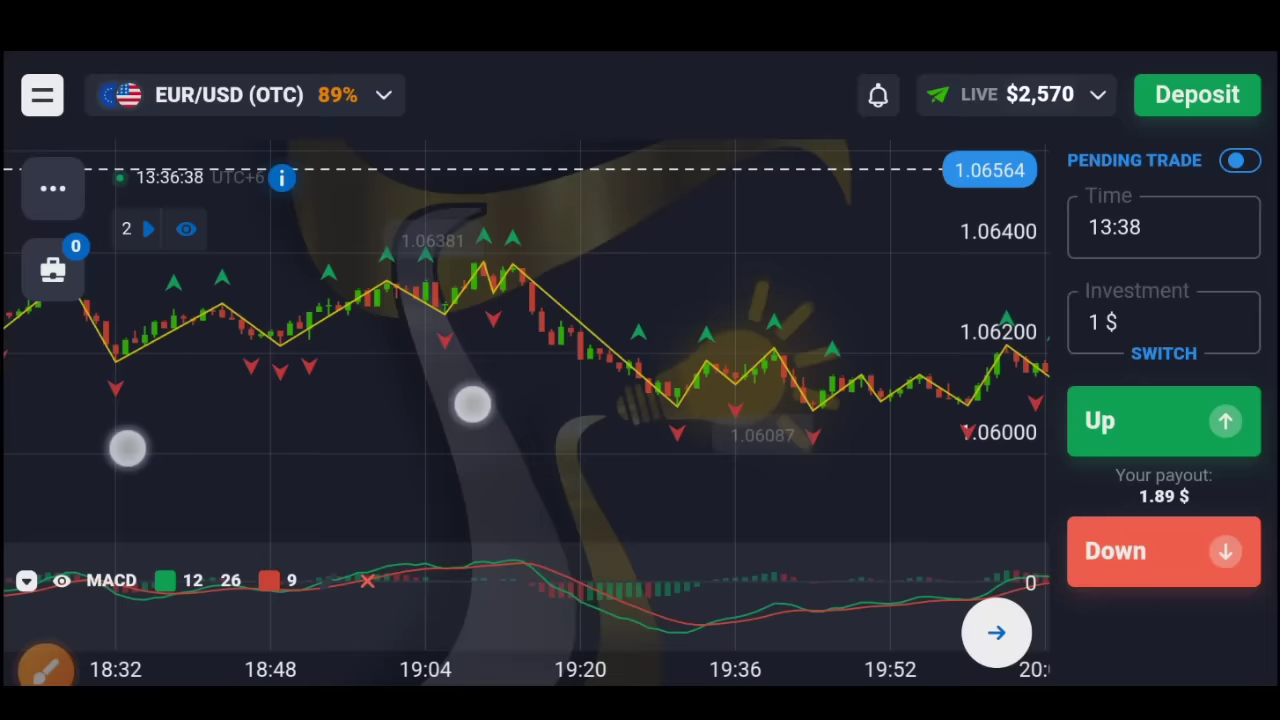 EUR/USD (OTC) 89%
LIVE $2,570
Deposit
13:36:38 UTC+6
1.06564
PENDING TRADE
Time
13:38
1.06400
0
2
1.06381
Investment
1 $
SWITCH
1.06200
Up
1.06087
1.06000
Your payout:
1.89 $
Down
MACD 12 26 9
0
18:32 18:48 19:04 19:20 19:36 19:52